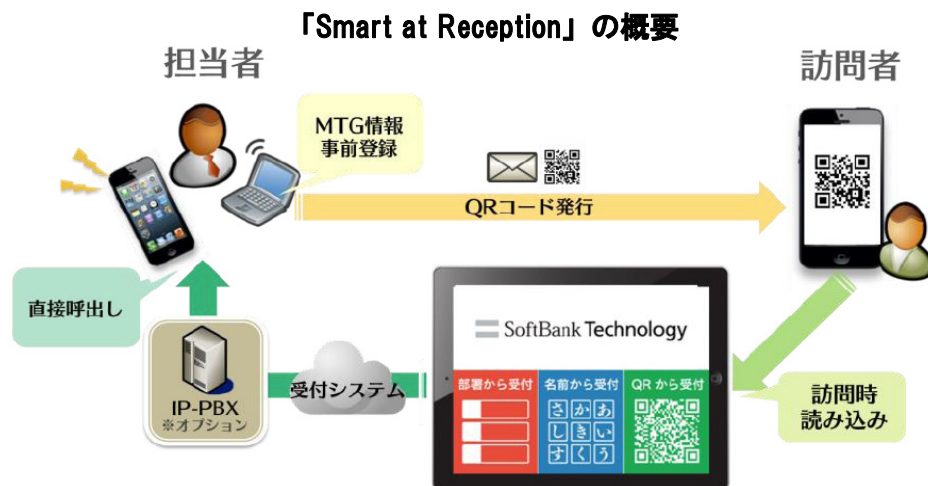 「Smart at Reception」の概要
担当者
訪問者
MTG情報
事前登録
QRコード発行
直接呼出し
SoftBank Technology
部署から受付
名前から受付
QRから受付
さかあ
しきい
すくう
受付システム
IP-PBX
※オプション
訪問時
読み込み